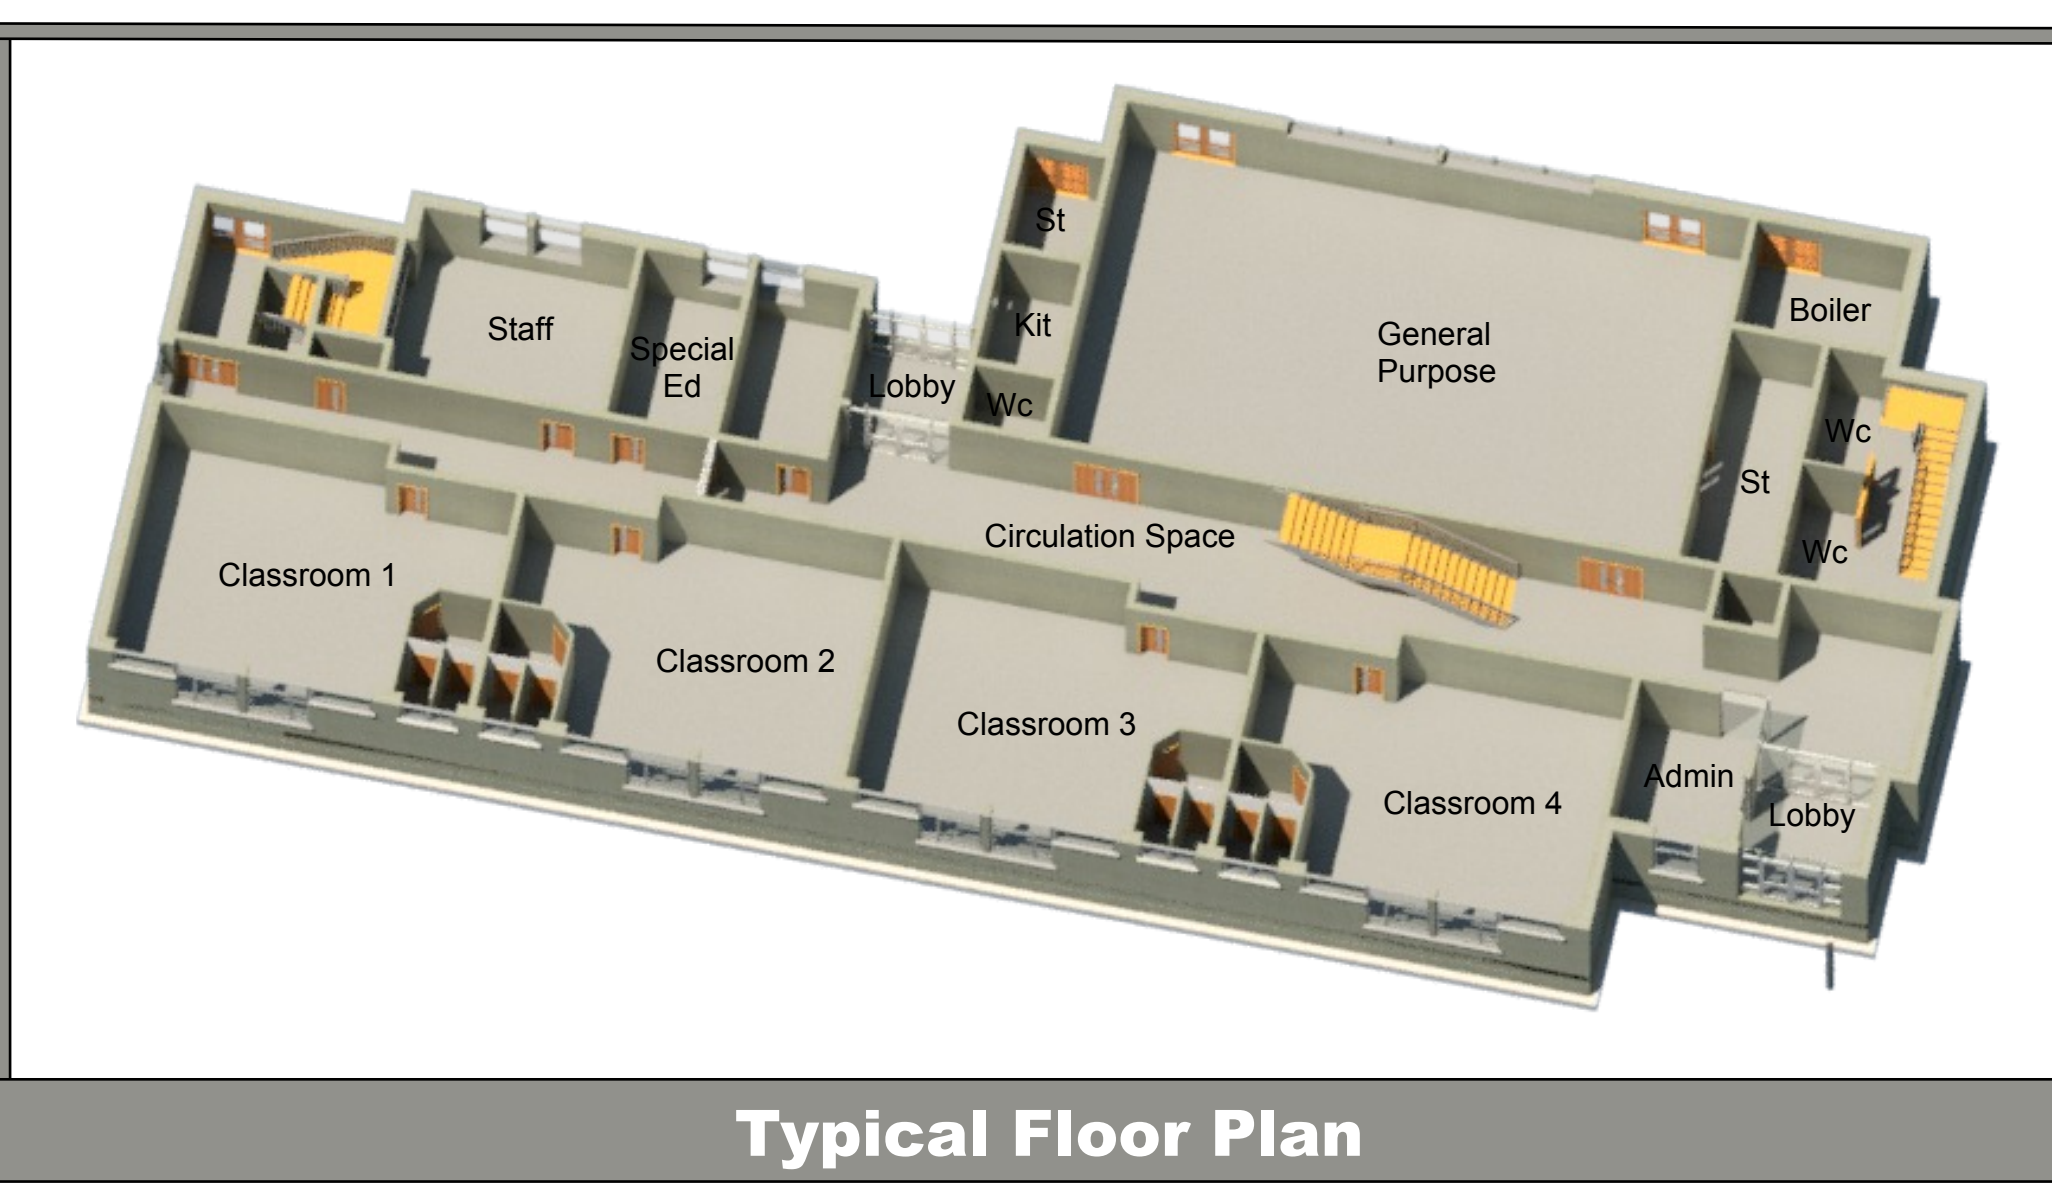 St
Staff
Special
Ed
Lobby
Kit
Wc
General
Purpose
Boiler
Wc
St
Wc
Circulation Space
Classroom 1
Classroom 2
Classroom 3
Classroom 4
Admin
Lobby
Typical Floor Plan